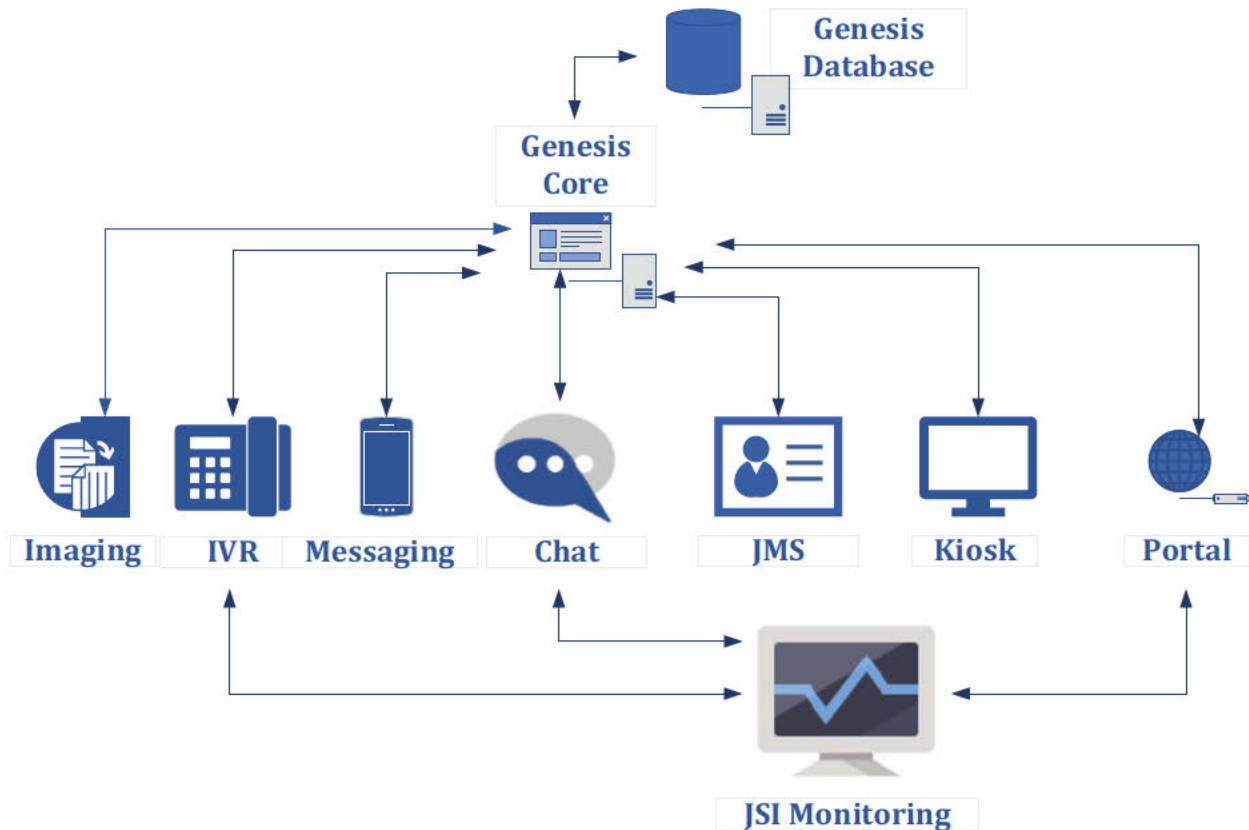 Genesis
Database
Genesis
Core
Imaging
IVR
Messaging
Chat
JMS
Kiosk
Portal
JSI Monitoring